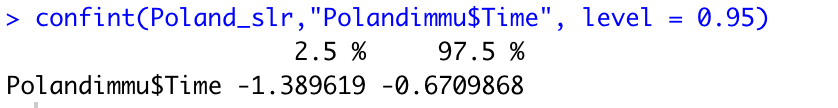 > confint(Poland_slr,"Polandimmu$Time", level = 0.95)
2.5 % 97.5 %
Polandimmu$Time -1.389619 -0.6709868